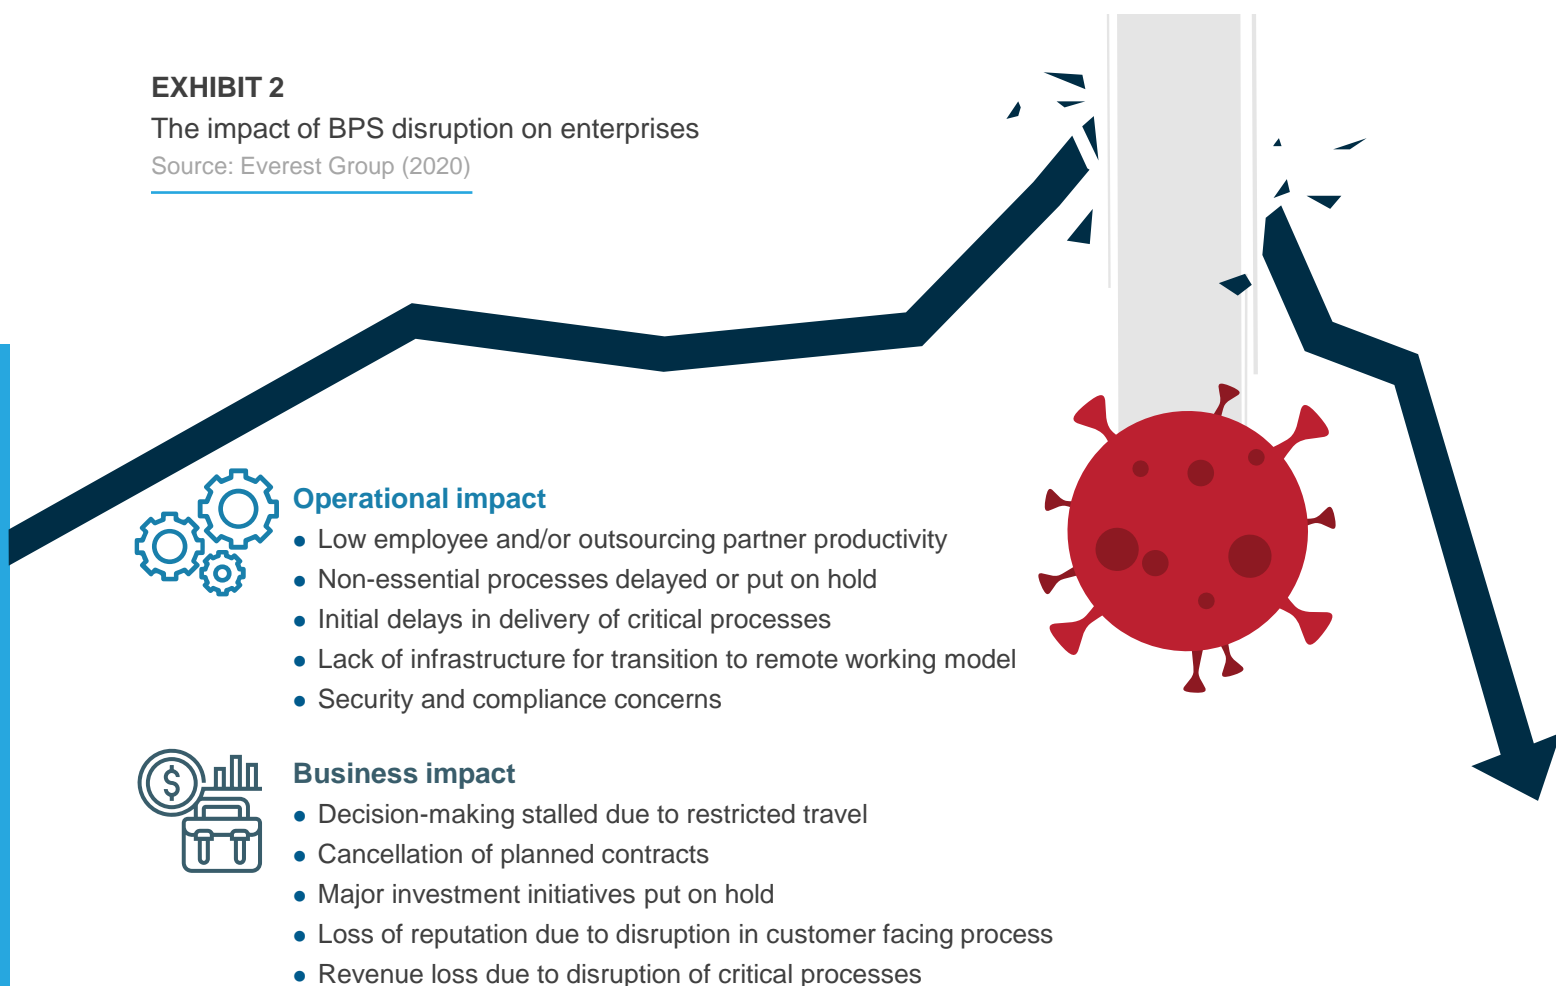 EXHIBIT 2
The impact of BPS disruption on enterprises
Source: Everest Group (2020)
Operational impact
● Low employee and/or outsourcing partner productivity
● Non-essential processes delayed or put on hold
● Initial delays in delivery of critical processes
● Lack of infrastructure for transition to remote working model
● Security and compliance concerns
$
Business impact
● Decision-making stalled due to restricted travel
● Cancellation of planned contracts
● Major investment initiatives put on hold
● Loss of reputation due to disruption in customer facing process
● Revenue loss due to disruption of critical processes